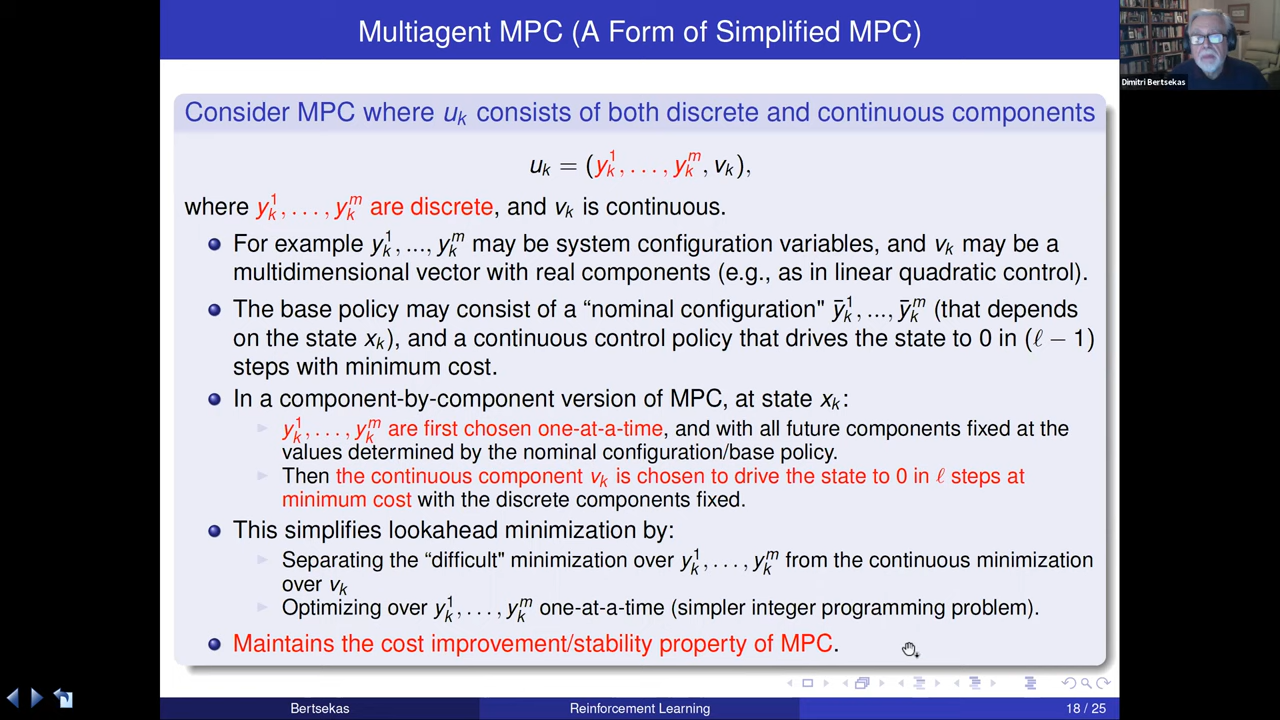 Multiagent MPC (A Form of Simplified MPC)
Dimitri Bertsekas
Consider MPC where u_k consists of both discrete and continuous components
u_k = (y_k^1, . . . , y_k^m, v_k),
where y_k^1, . . . , y_k^m are discrete, and v_k is continuous.
For example y_k^1, ..., y_k^m may be system configuration variables, and v_k may be a
multidimensional vector with real components (e.g., as in linear quadratic control).
The base policy may consist of a “nominal configuration" ȳ_k^1, ..., ȳ_k^m (that depends
on the state x_k), and a continuous control policy that drives the state to 0 in (ℓ − 1)
steps with minimum cost.
In a component-by-component version of MPC, at state x_k:
y_k^1, . . . , y_k^m are first chosen one-at-a-time, and with all future components fixed at the
values determined by the nominal configuration/base policy.
Then the continuous component v_k is chosen to drive the state to 0 in ℓ steps at
minimum cost with the discrete components fixed.
This simplifies lookahead minimization by:
Separating the “difficult" minimization over y_k^1, . . . , y_k^m from the continuous minimization
over v_k
Optimizing over y_k^1, . . . , y_k^m one-at-a-time (simpler integer programming problem).
Maintains the cost improvement/stability property of MPC.
Bertsekas
Reinforcement Learning
18 / 25